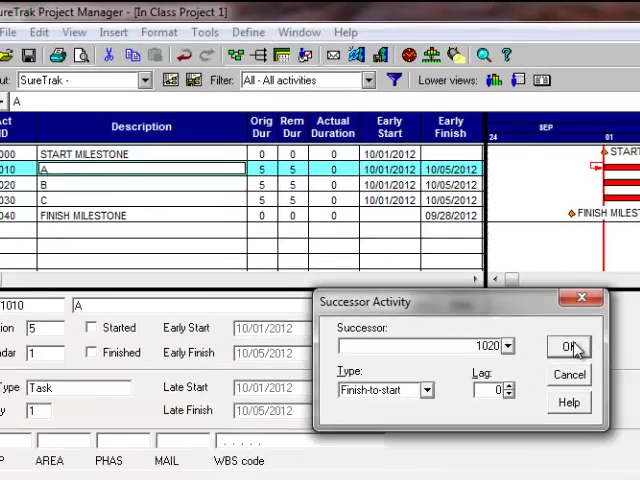 SureTrak Project Manager - [In Class Project 1]
File Edit View Insert Format Tools Define Window Help
SureTrak - Filter: All - All activities Lower views:
A
Act ID Description Orig Dur Rem Dur Actual Duration Early Start Early Finish SEP 24 01
000 START MILESTONE 0 0 0 10/01/2012 START
010 A 5 5 0 10/01/2012 10/05/2012
020 B 5 5 0 10/01/2012 10/05/2012
030 C 5 5 0 10/01/2012 10/05/2012
040 FINISH MILESTONE 0 0 0 09/28/2012 FINISH MILEST
Successor Activity
1010 A
Successor:
1020 OK
5 Started Early Start 10/01/2012
1 Finished Early Finish 10/05/2012
Type: Lag: Cancel
Finish-to-start 0
Type Task Late Start 10/01/2012
Help
1 Late Finish 10/05/2012
AREA PHAS MAIL WBS code